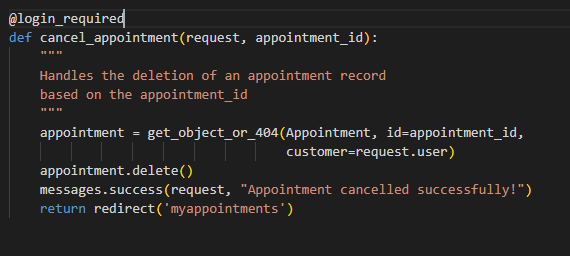 @login_required
def cancel_appointment(request, appointment_id):
    """
    Handles the deletion of an appointment record
    based on the appointment_id
    """
    appointment = get_object_or_404(Appointment, id=appointment_id,
                                    customer=request.user)
    appointment.delete()
    messages.success(request, "Appointment cancelled successfully!")
    return redirect('myappointments')